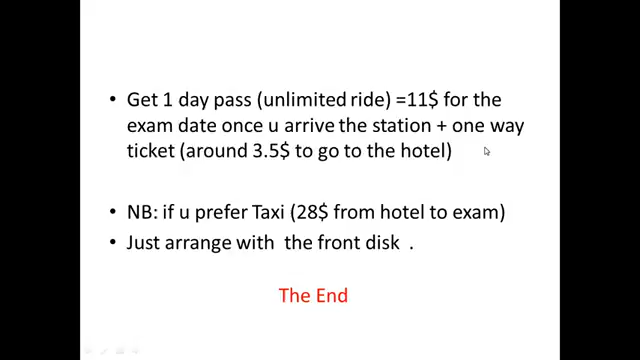 • Get 1 day pass (unlimited ride) =11$ for the
exam date once u arrive the station + one way
ticket (around 3.5$ to go to the hotel)
• NB: if u prefer Taxi (28$ from hotel to exam)
• Just arrange with the front disk .
The End